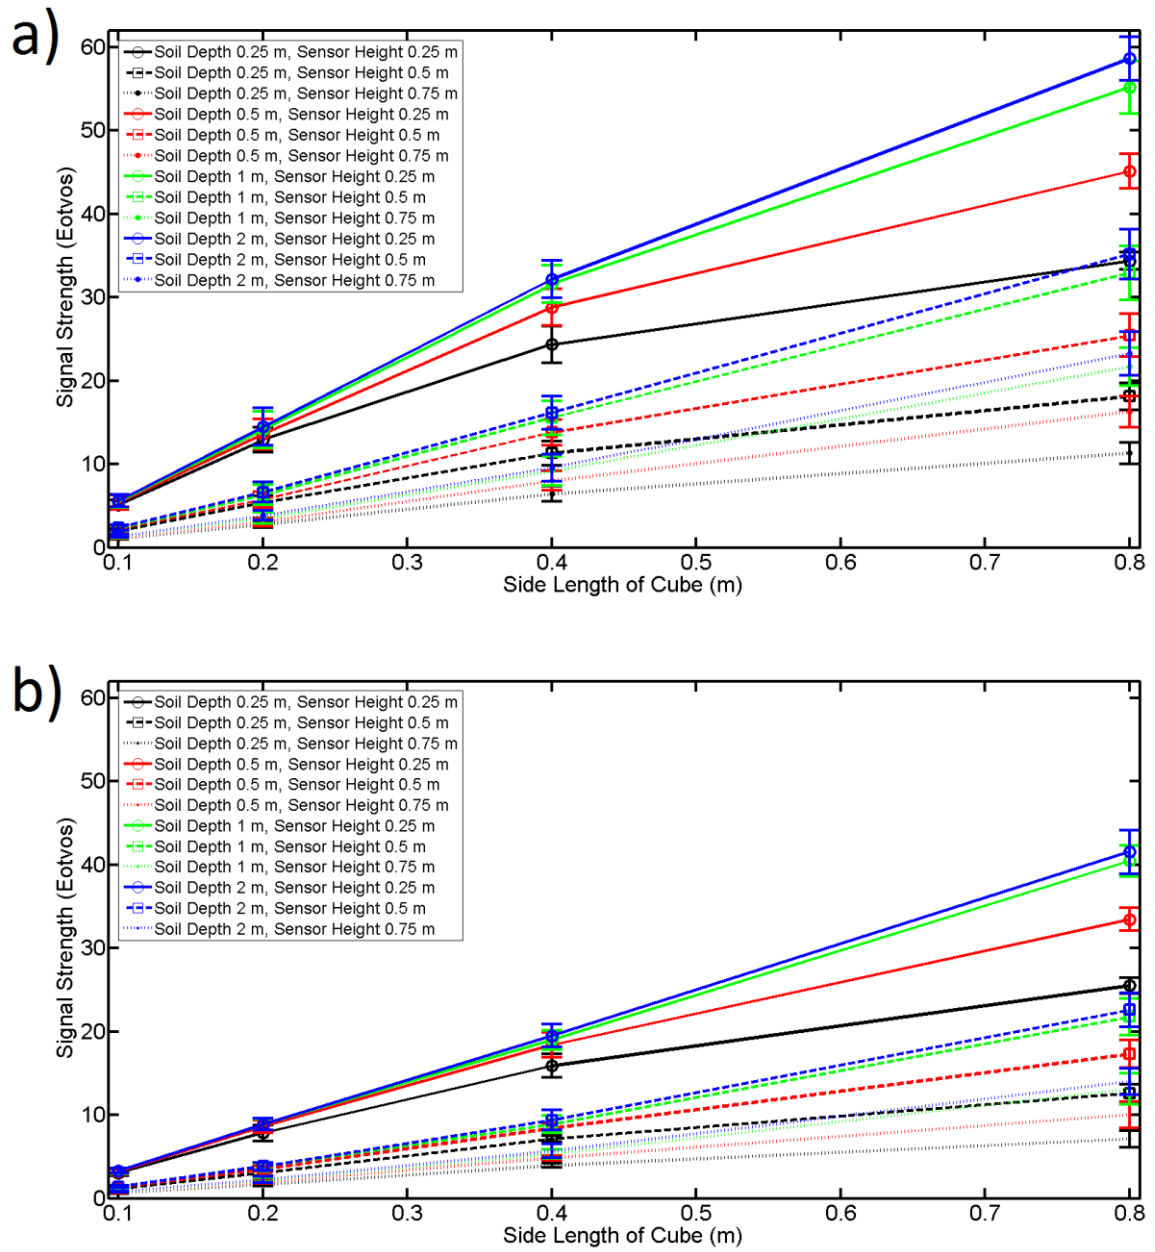 a)
60
50
40
30
20
10
0
Signal Strength (Eotvos)
Soil Depth 0.25 m, Sensor Height 0.25 m
Soil Depth 0.25 m, Sensor Height 0.5 m
Soil Depth 0.25 m, Sensor Height 0.75 m
Soil Depth 0.5 m, Sensor Height 0.25 m
Soil Depth 0.5 m, Sensor Height 0.5 m
Soil Depth 0.5 m, Sensor Height 0.75 m
Soil Depth 1 m, Sensor Height 0.25 m
Soil Depth 1 m, Sensor Height 0.5 m
Soil Depth 1 m, Sensor Height 0.75 m
Soil Depth 2 m, Sensor Height 0.25 m
Soil Depth 2 m, Sensor Height 0.5 m
Soil Depth 2 m, Sensor Height 0.75 m
0.1 0.2 0.3 0.4 0.5 0.6 0.7 0.8
Side Length of Cube (m)
b)
60
50
40
30
20
10
0
Signal Strength (Eotvos)
Soil Depth 0.25 m, Sensor Height 0.25 m
Soil Depth 0.25 m, Sensor Height 0.5 m
Soil Depth 0.25 m, Sensor Height 0.75 m
Soil Depth 0.5 m, Sensor Height 0.25 m
Soil Depth 0.5 m, Sensor Height 0.5 m
Soil Depth 0.5 m, Sensor Height 0.75 m
Soil Depth 1 m, Sensor Height 0.25 m
Soil Depth 1 m, Sensor Height 0.5 m
Soil Depth 1 m, Sensor Height 0.75 m
Soil Depth 2 m, Sensor Height 0.25 m
Soil Depth 2 m, Sensor Height 0.5 m
Soil Depth 2 m, Sensor Height 0.75 m
0.1 0.2 0.3 0.4 0.5 0.6 0.7 0.8
Side Length of Cube (m)